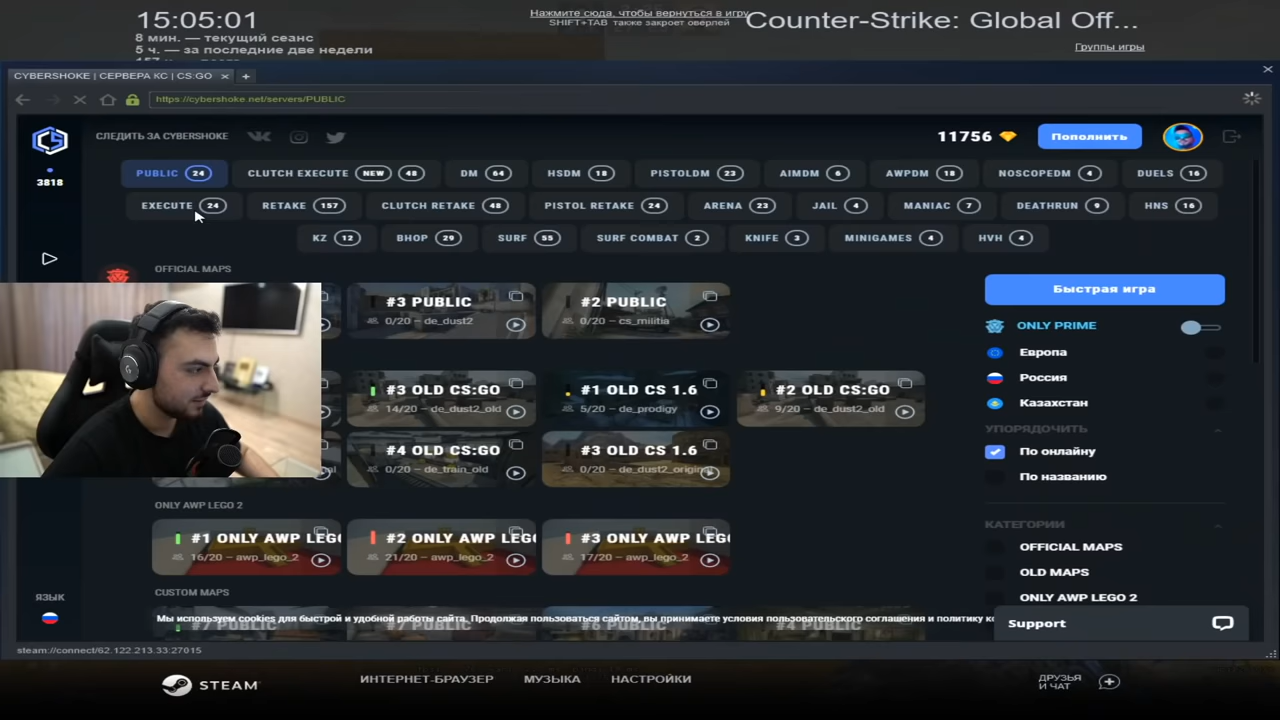 15:05:01
8 мин. — текущий сеанс
5 ч. — за последние две недели
Нажмите сюда, чтобы вернуться в игру
SHIFT+TAB также закроет оверлей
Counter-Strike: Global Off...
Группы игры
CYBERSHOKE | СЕРВЕРА КС | CS:GO
https://cybershoke.net/servers/PUBLIC
СЛЕДИТЬ ЗА CYBERSHOKE
11756
Пополнить
3818
PUBLIC 24 CLUTCH EXECUTE NEW 48 DM 64 HSDM 18 PISTOLDM 23 AIMDM 6 AWPDM 18 NOSCOPEDM 4 DUELS 16
EXECUTE 24 RETAKE 157 CLUTCH RETAKE 48 PISTOL RETAKE 24 ARENA 23 JAIL 4 MANIAC 7 DEATHRUN 9 HNS 16
KZ 12 BHOP 29 SURF 55 SURF COMBAT 2 KNIFE 3 MINIGAMES 4 HVH 4
OFFICIAL MAPS
#3 PUBLIC
0/20 – de_dust2
#2 PUBLIC
0/20 – cs_militia
#3 OLD CS:GO
14/20 – de_dust2_old
#1 OLD CS 1.6
5/20 – de_prodigy
#2 OLD CS:GO
9/20 – de_dust2_old
#4 OLD CS:GO
0/20 – de_train_old
#3 OLD CS 1.6
0/20 – de_dust2_original
ONLY AWP LEGO 2
#1 ONLY AWP LEG
16/20 – awp_lego_2
#2 ONLY AWP LEG
21/20 – awp_lego_2
#3 ONLY AWP LEG
17/20 – awp_lego_2
CUSTOM MAPS
Мы используем cookies для быстрой и удобной работы сайта. Продолжая пользоваться сайтом, вы принимаете условия пользовательского соглашения и политику
Быстрая игра
ONLY PRIME
Европа
Россия
Казахстан
УПОРЯДОЧИТЬ
По онлайну
По названию
КАТЕГОРИИ
OFFICIAL MAPS
OLD MAPS
ONLY AWP LEGO 2
Support
ЯЗЫК
steam://connect/62.122.213.33:27015
STEAM
ИНТЕРНЕТ-БРАУЗЕР
МУЗЫКА
НАСТРОЙКИ
ДРУЗЬЯ
И ЧАТ